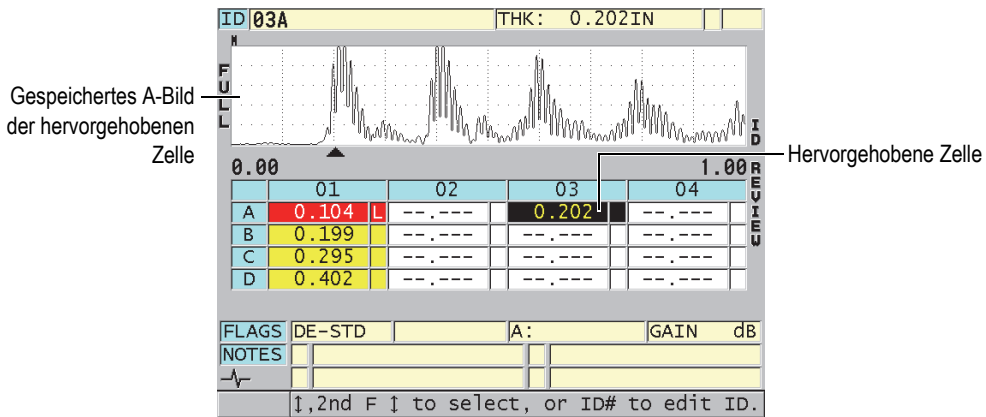 ID 03A THK: 0.202IN
M
FULL
Gespeichertes A-Bild
der hervorgehobenen
Zelle
Hervorgehobene Zelle
ID REVIEW
0.00 1.00
01 02 03 04
A 0.104 L --.--- 0.202 --.---
B 0.199 --.--- --.--- --.---
C 0.295 --.--- --.--- --.---
D 0.402 --.--- --.--- --.---
FLAGS DE-STD A: GAIN dB
NOTES
↕,2nd F ↕ to select, or ID# to edit ID.